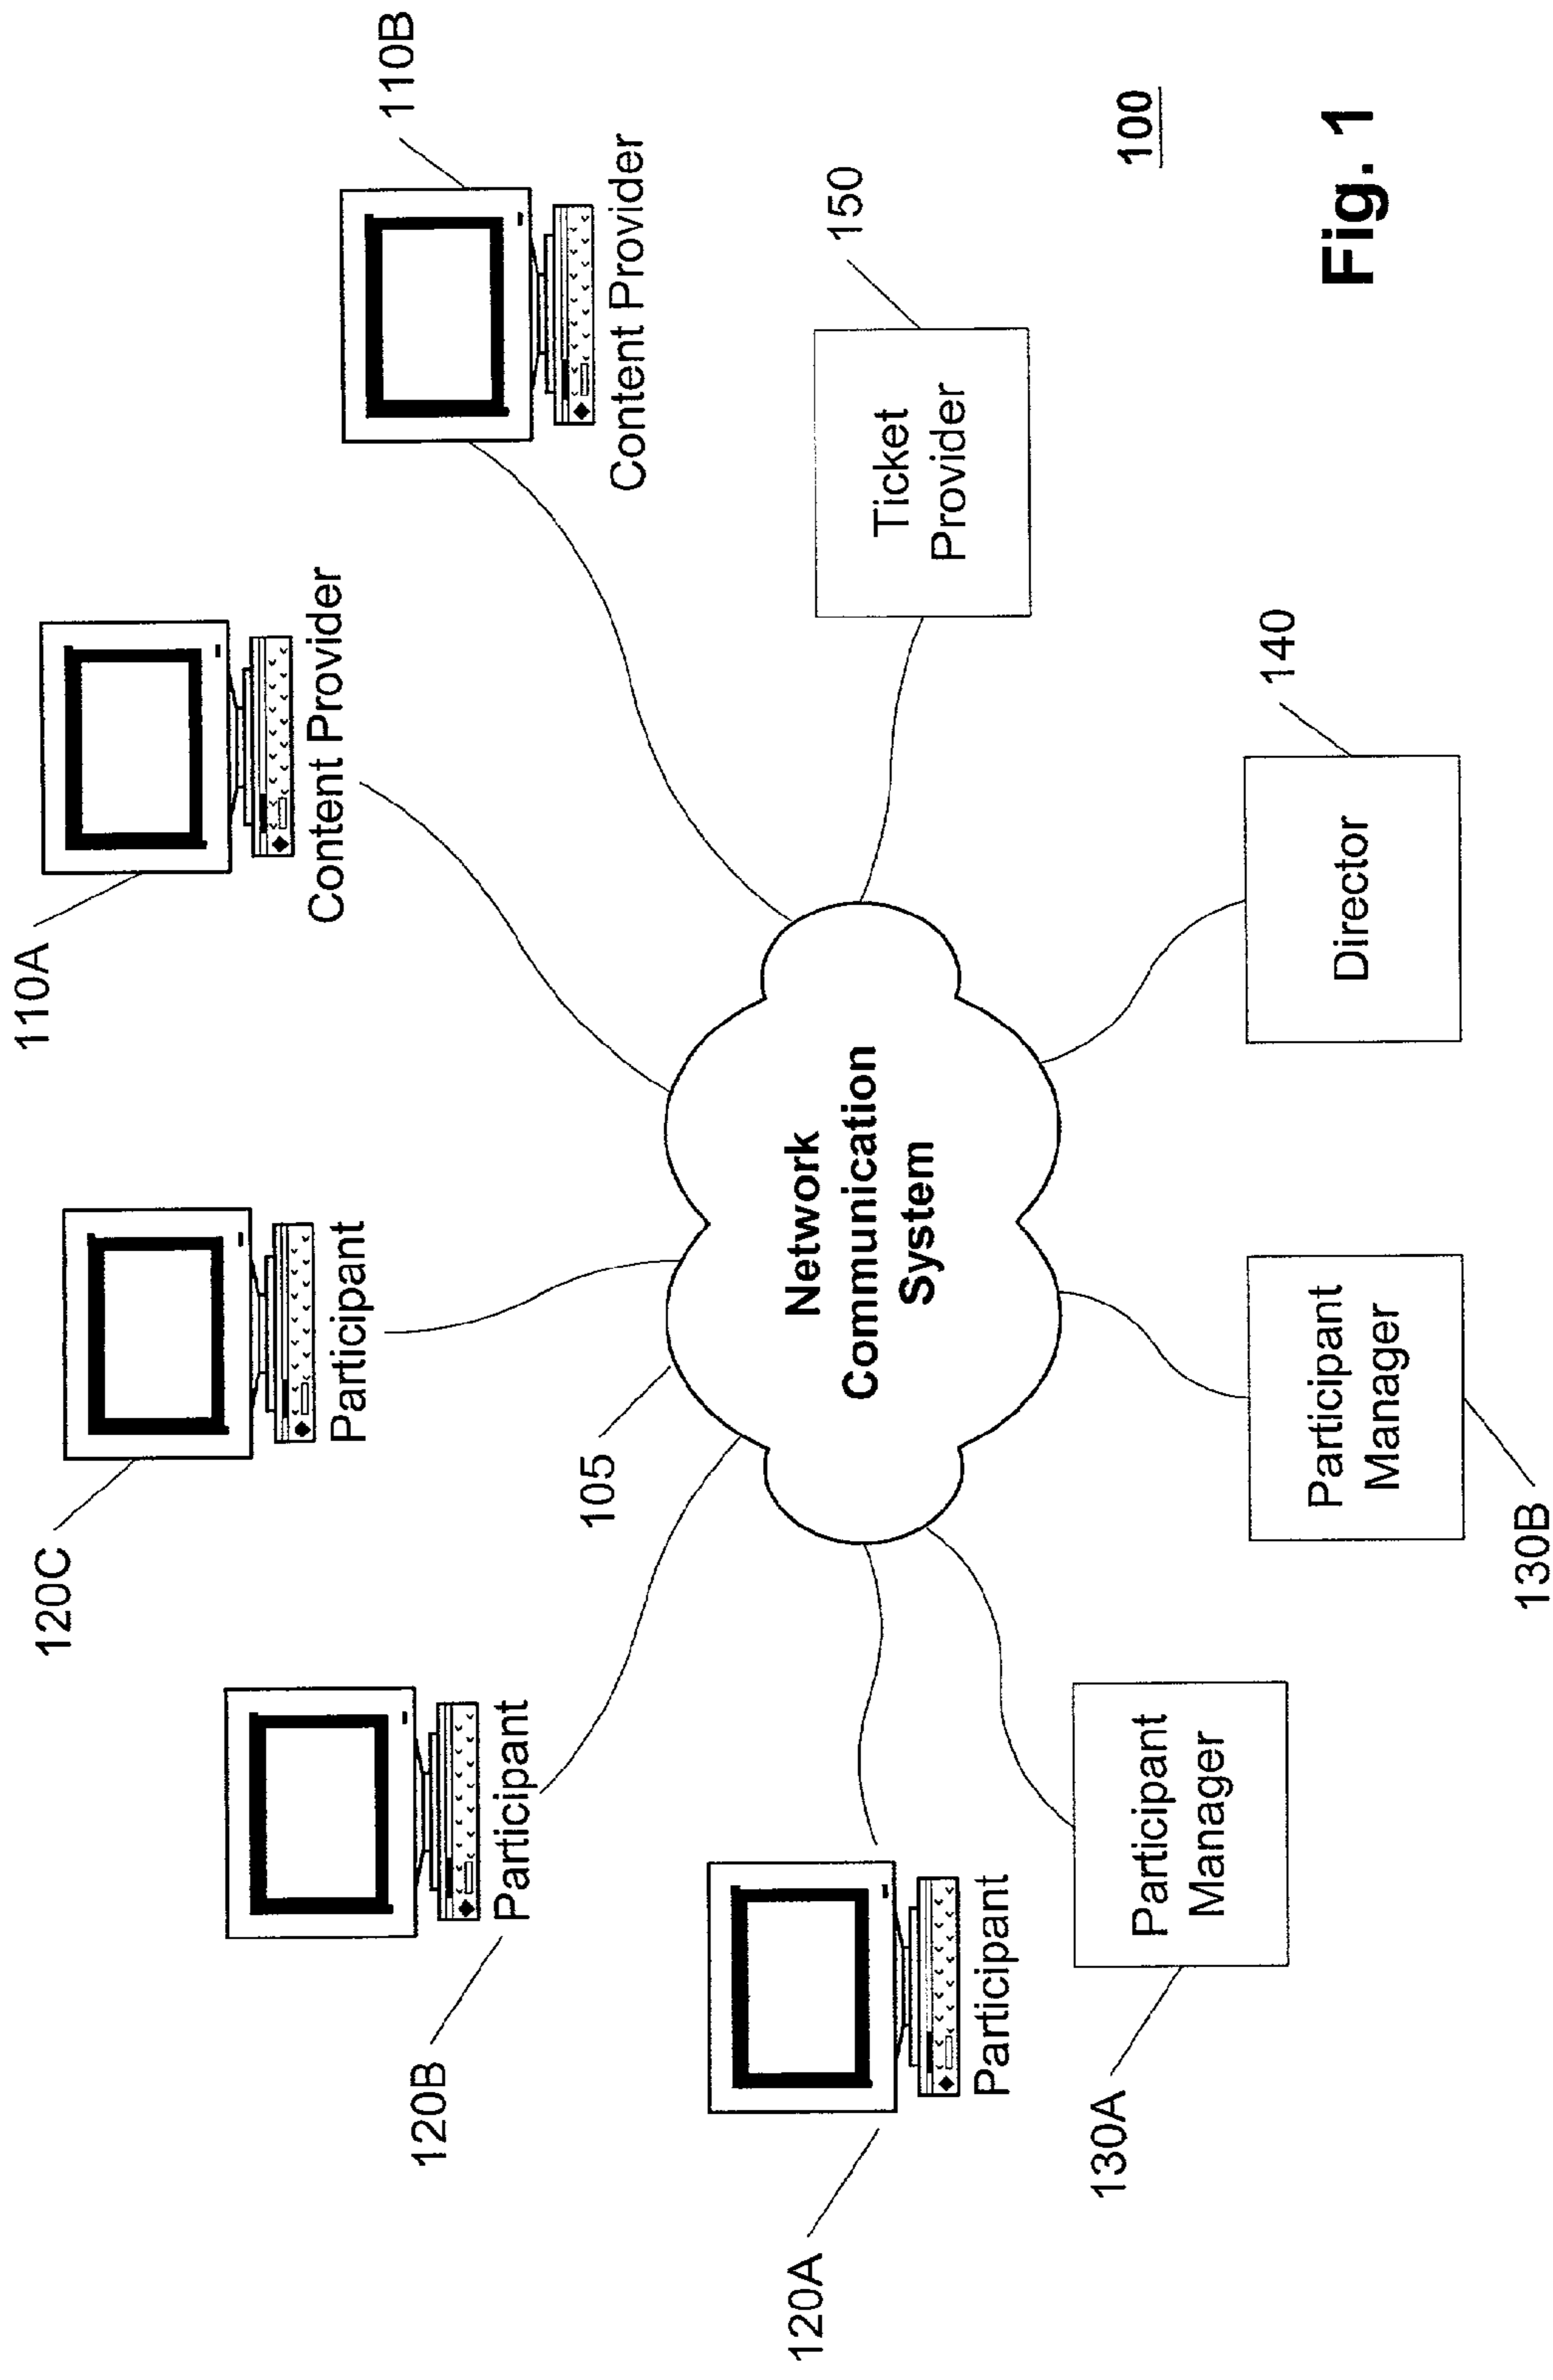 110A
Content Provider
110B
Content Provider
120C
Participant
120B
Participant
105
Network
Communication
System
150
Ticket
Provider
120A
Participant
130A
Participant
Manager
130B
Participant
Manager
140
Director
100
Fig. 1